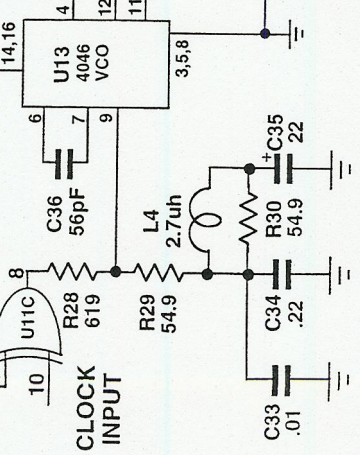 4
12
11
14,16
U13
4046
VCO
3,5,8
6
7
9
C36
56pF
L4
2.7uh
+
C35
22
R30
54.9
8
U11C
R28
619
R29
54.9
C34
.22
10
CLOCK
INPUT
C33
.01